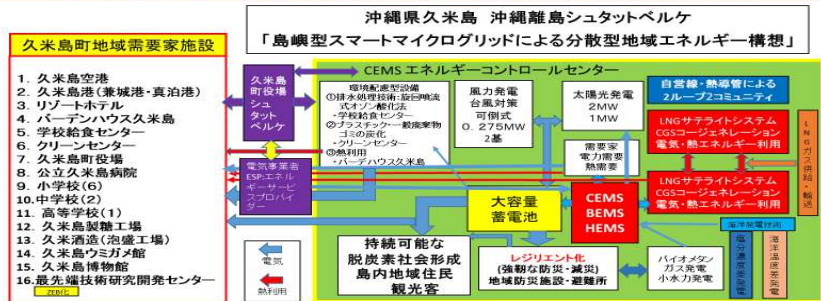 沖縄県久米島 沖縄離島シュタットベルケ
「島嶼型スマートマイクログリッドによる分散型地域エネルギー構想」
久米島町地域需要家施設
1. 久米島空港
2. 久米島港(兼城港・真泊港)
3. リゾートホテル
4. バーデンハウス久米島
5. 学校給食センター
6. クリーンセンター
7. 久米島町役場
8. 公立久米島病院
9. 小学校(6)
10.中学校(2)
11. 高等学校(1)
12. 久米島製糖工場
13. 久米酒造(泡盛工場)
14. 久米島ウミガメ館
15. 久米島博物館
16.最先端技術研究開発センター
ZEB化
久米島
町役場
シュ
タット
ベルケ
電気事業者
ESP:エネル
ギーサービ
スプロバイ
ダー
電気
熱利用
CEMS エネルギーコントロールセンター
環境配慮型設備
①排水処理技術:旋回噴流
式オゾン酸化法
・学校給食センター
②プラスチック・一般廃棄物
ゴミの炭化
・クリーンセンター
③熱利用
・バーデハウス久米島
風力発電
台風対策
可倒式
0.275MW
2基
太陽光発電
2MW
1MW
需要家
電力需要
熱需要
自営線・熱導管による
2ループ2コミュニティ
LNGサテライトシステム
CGSコージェネレーション
電気・熱エネルギー利用
LNGサテライトシステム
CGSコージェネレーション
電気・熱エネルギー利用
LNGガス供給・輸送
大容量
蓄電池
CEMS
BEMS
HEMS
持続可能な
脱炭素社会形成
島内地域住民
観光客
レジリエント化
(強靭な防災・減災)
地域防災施設・避難所
バイオメタン
ガス発電
小水力発電
海洋発電技術
塩分濃度差発電
海洋温度差発電